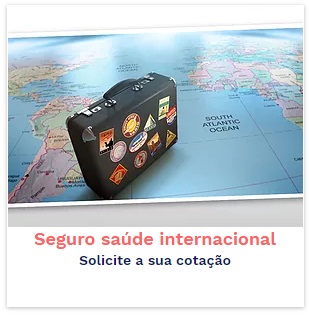 SOUTH
ATLANTIC
OCEAN
Seguro saúde internacional
Solicite a sua cotação